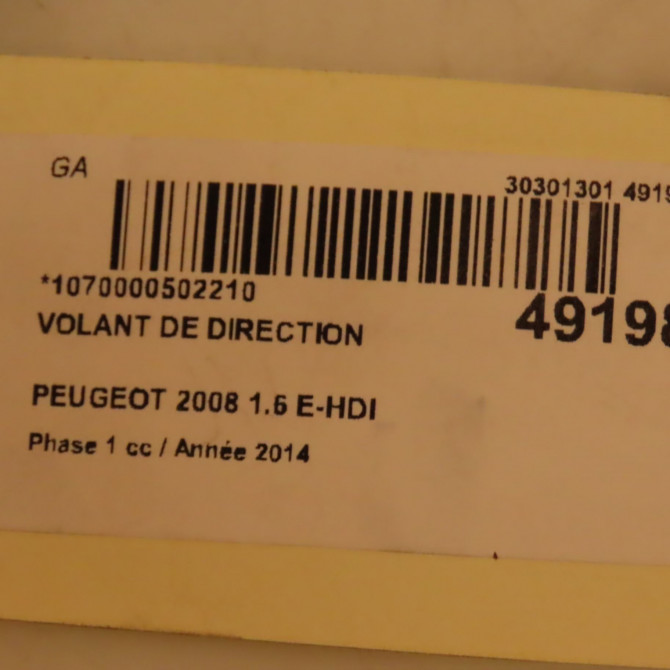 GA
30301301 4919
*1070000502210
49198
VOLANT DE DIRECTION
PEUGEOT 2008 1.6 E-HDI
Phase 1 cc / Année 2014